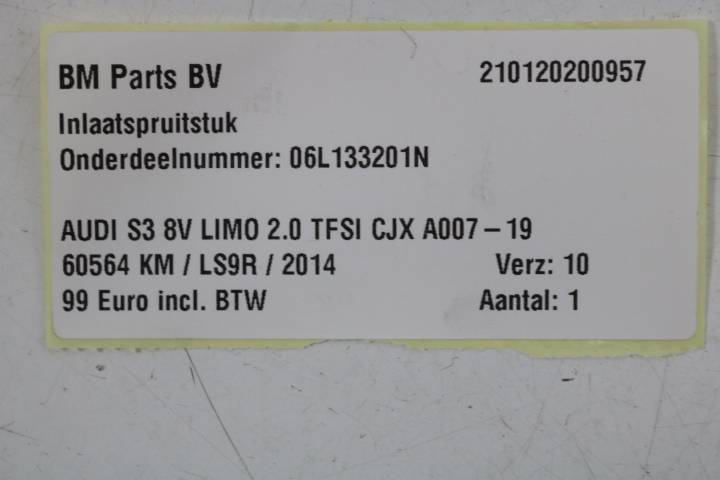 BM Parts BV 210120200957
Inlaatspruitstuk
Onderdeelnummer: 06L133201N
AUDI S3 8V LIMO 2.0 TFSI CJX A007-19
60564 KM / LS9R / 2014 Verz: 10
99 Euro incl. BTW Aantal: 1